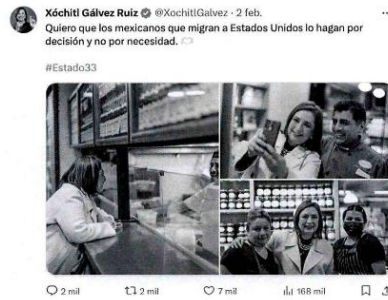 Xóchitl Gálvez Ruiz @XochitlGalvez · 2 feb.
Quiero que los mexicanos que migran a Estados Unidos lo hagan por
decisión y no por necesidad.
#Estado33
2 mil 2 mil 7 mil 168 mil